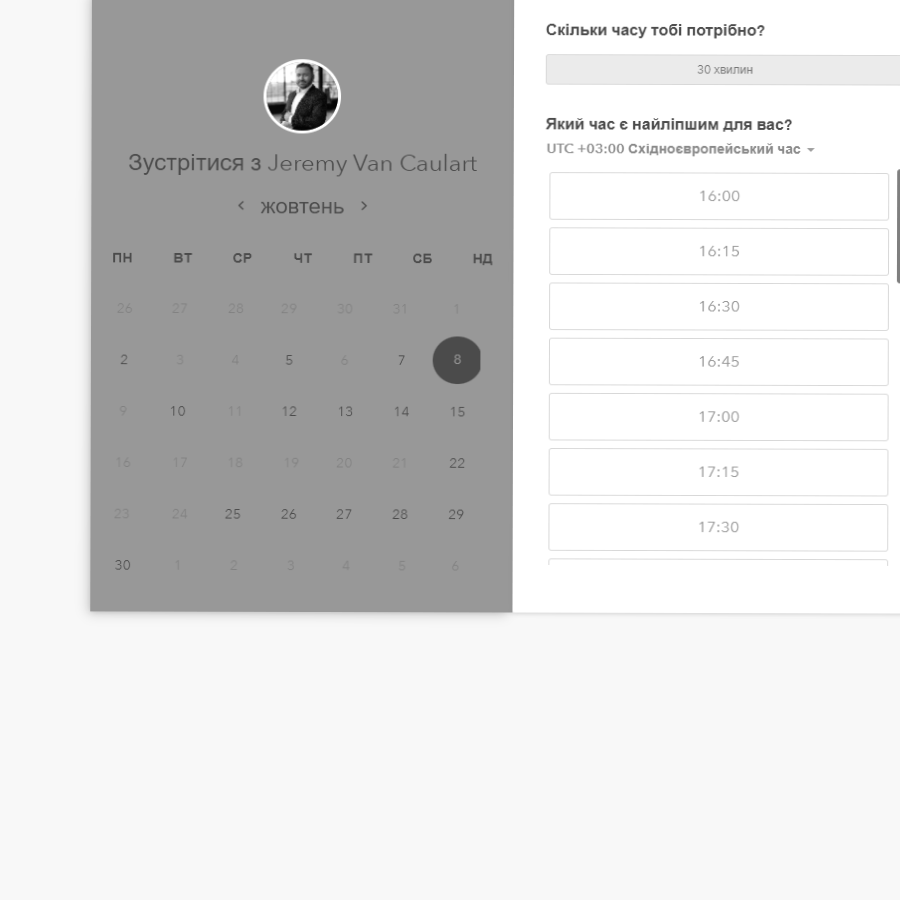 Зустрітися з Jeremy Van Caulart
жовтень
ПН ВТ СР ЧТ ПТ СБ НД
26 27 28 29 30 31 1
2 3 4 5 6 7 8
9 10 11 12 13 14 15
16 17 18 19 20 21 22
23 24 25 26 27 28 29
30 1 2 3 4 5 6
Скільки часу тобі потрібно?
30 хвилин
Який час є найліпшим для вас?
UTC +03:00 Східноєвропейський час
16:00
16:15
16:30
16:45
17:00
17:15
17:30